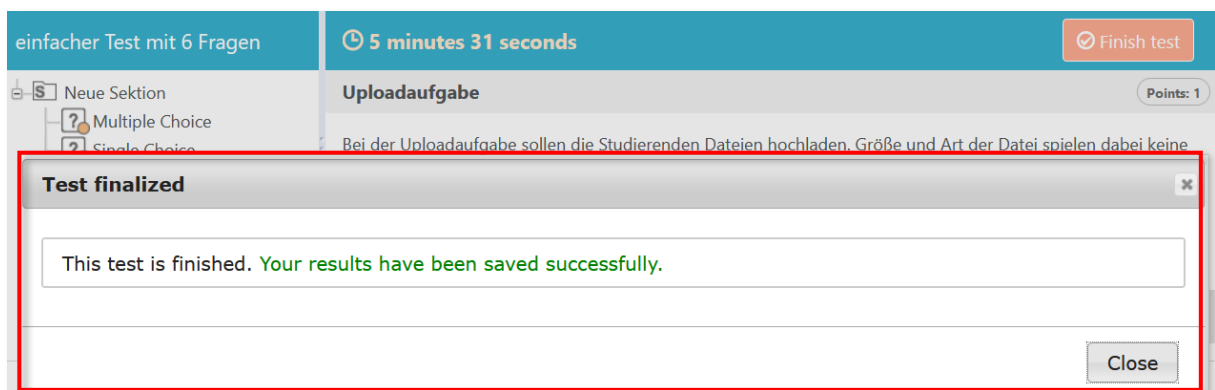 einfacher Test mit 6 Fragen
5 minutes 31 seconds
Finish test
S Neue Sektion
Uploadaufgabe
Points: 1
? Multiple Choice
? Single Choice
Bei der Uploadaufgabe sollen die Studierenden Dateien hochladen. Größe und Art der Datei spielen dabei keine
Test finalized
This test is finished. Your results have been saved successfully.
Close